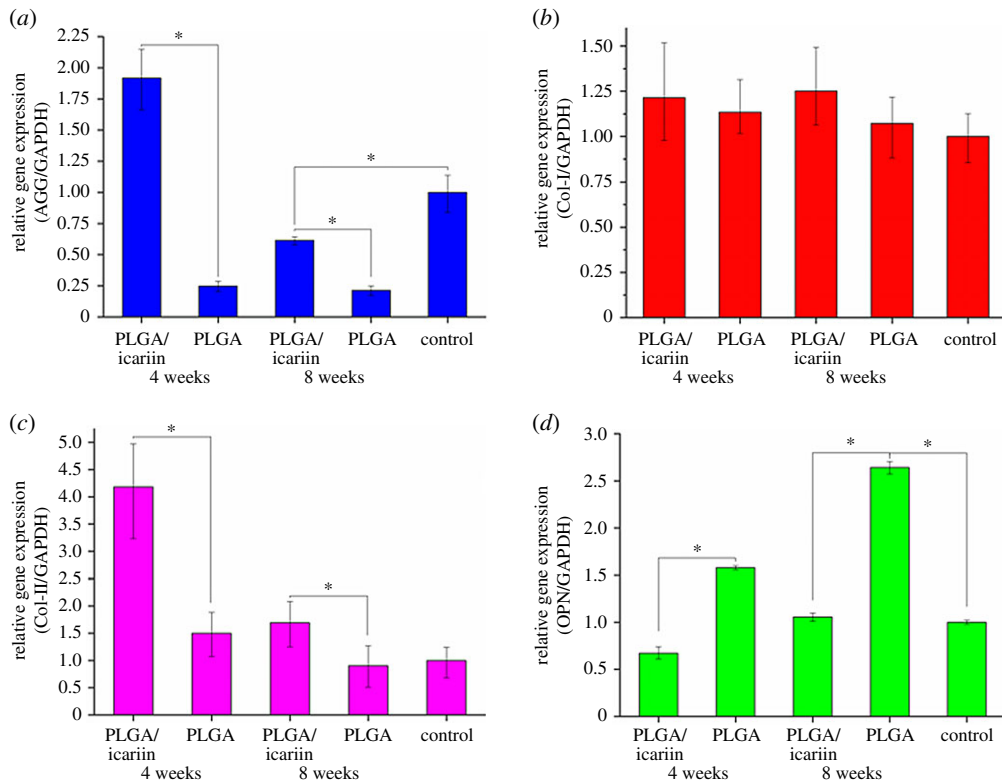 (a)
relative gene expression
(AGG/GAPDH)
2.25
2.00
1.75
1.50
1.25
1.00
0.75
0.50
0.25
0
*
*
*
PLGA/ PLGA PLGA/ PLGA control
icariin icariin
4 weeks 8 weeks
(b)
relative gene expression
(Col-I/GAPDH)
1.50
1.25
1.00
0.75
0.50
0
PLGA/ PLGA PLGA/ PLGA control
icariin icariin
4 weeks 8 weeks
(c)
relative gene expression
(Col-II/GAPDH)
5.0
4.5
4.0
3.5
3.0
2.5
2.0
1.5
1.0
0.5
0
*
*
PLGA/ PLGA PLGA/ PLGA control
icariin icariin
4 weeks 8 weeks
(d)
relative gene expression
(OPN/GAPDH)
3.0
2.5
2.0
1.5
1.0
0.5
0
* *
*
PLGA/ PLGA PLGA/ PLGA control
icariin icariin
4 weeks 8 weeks